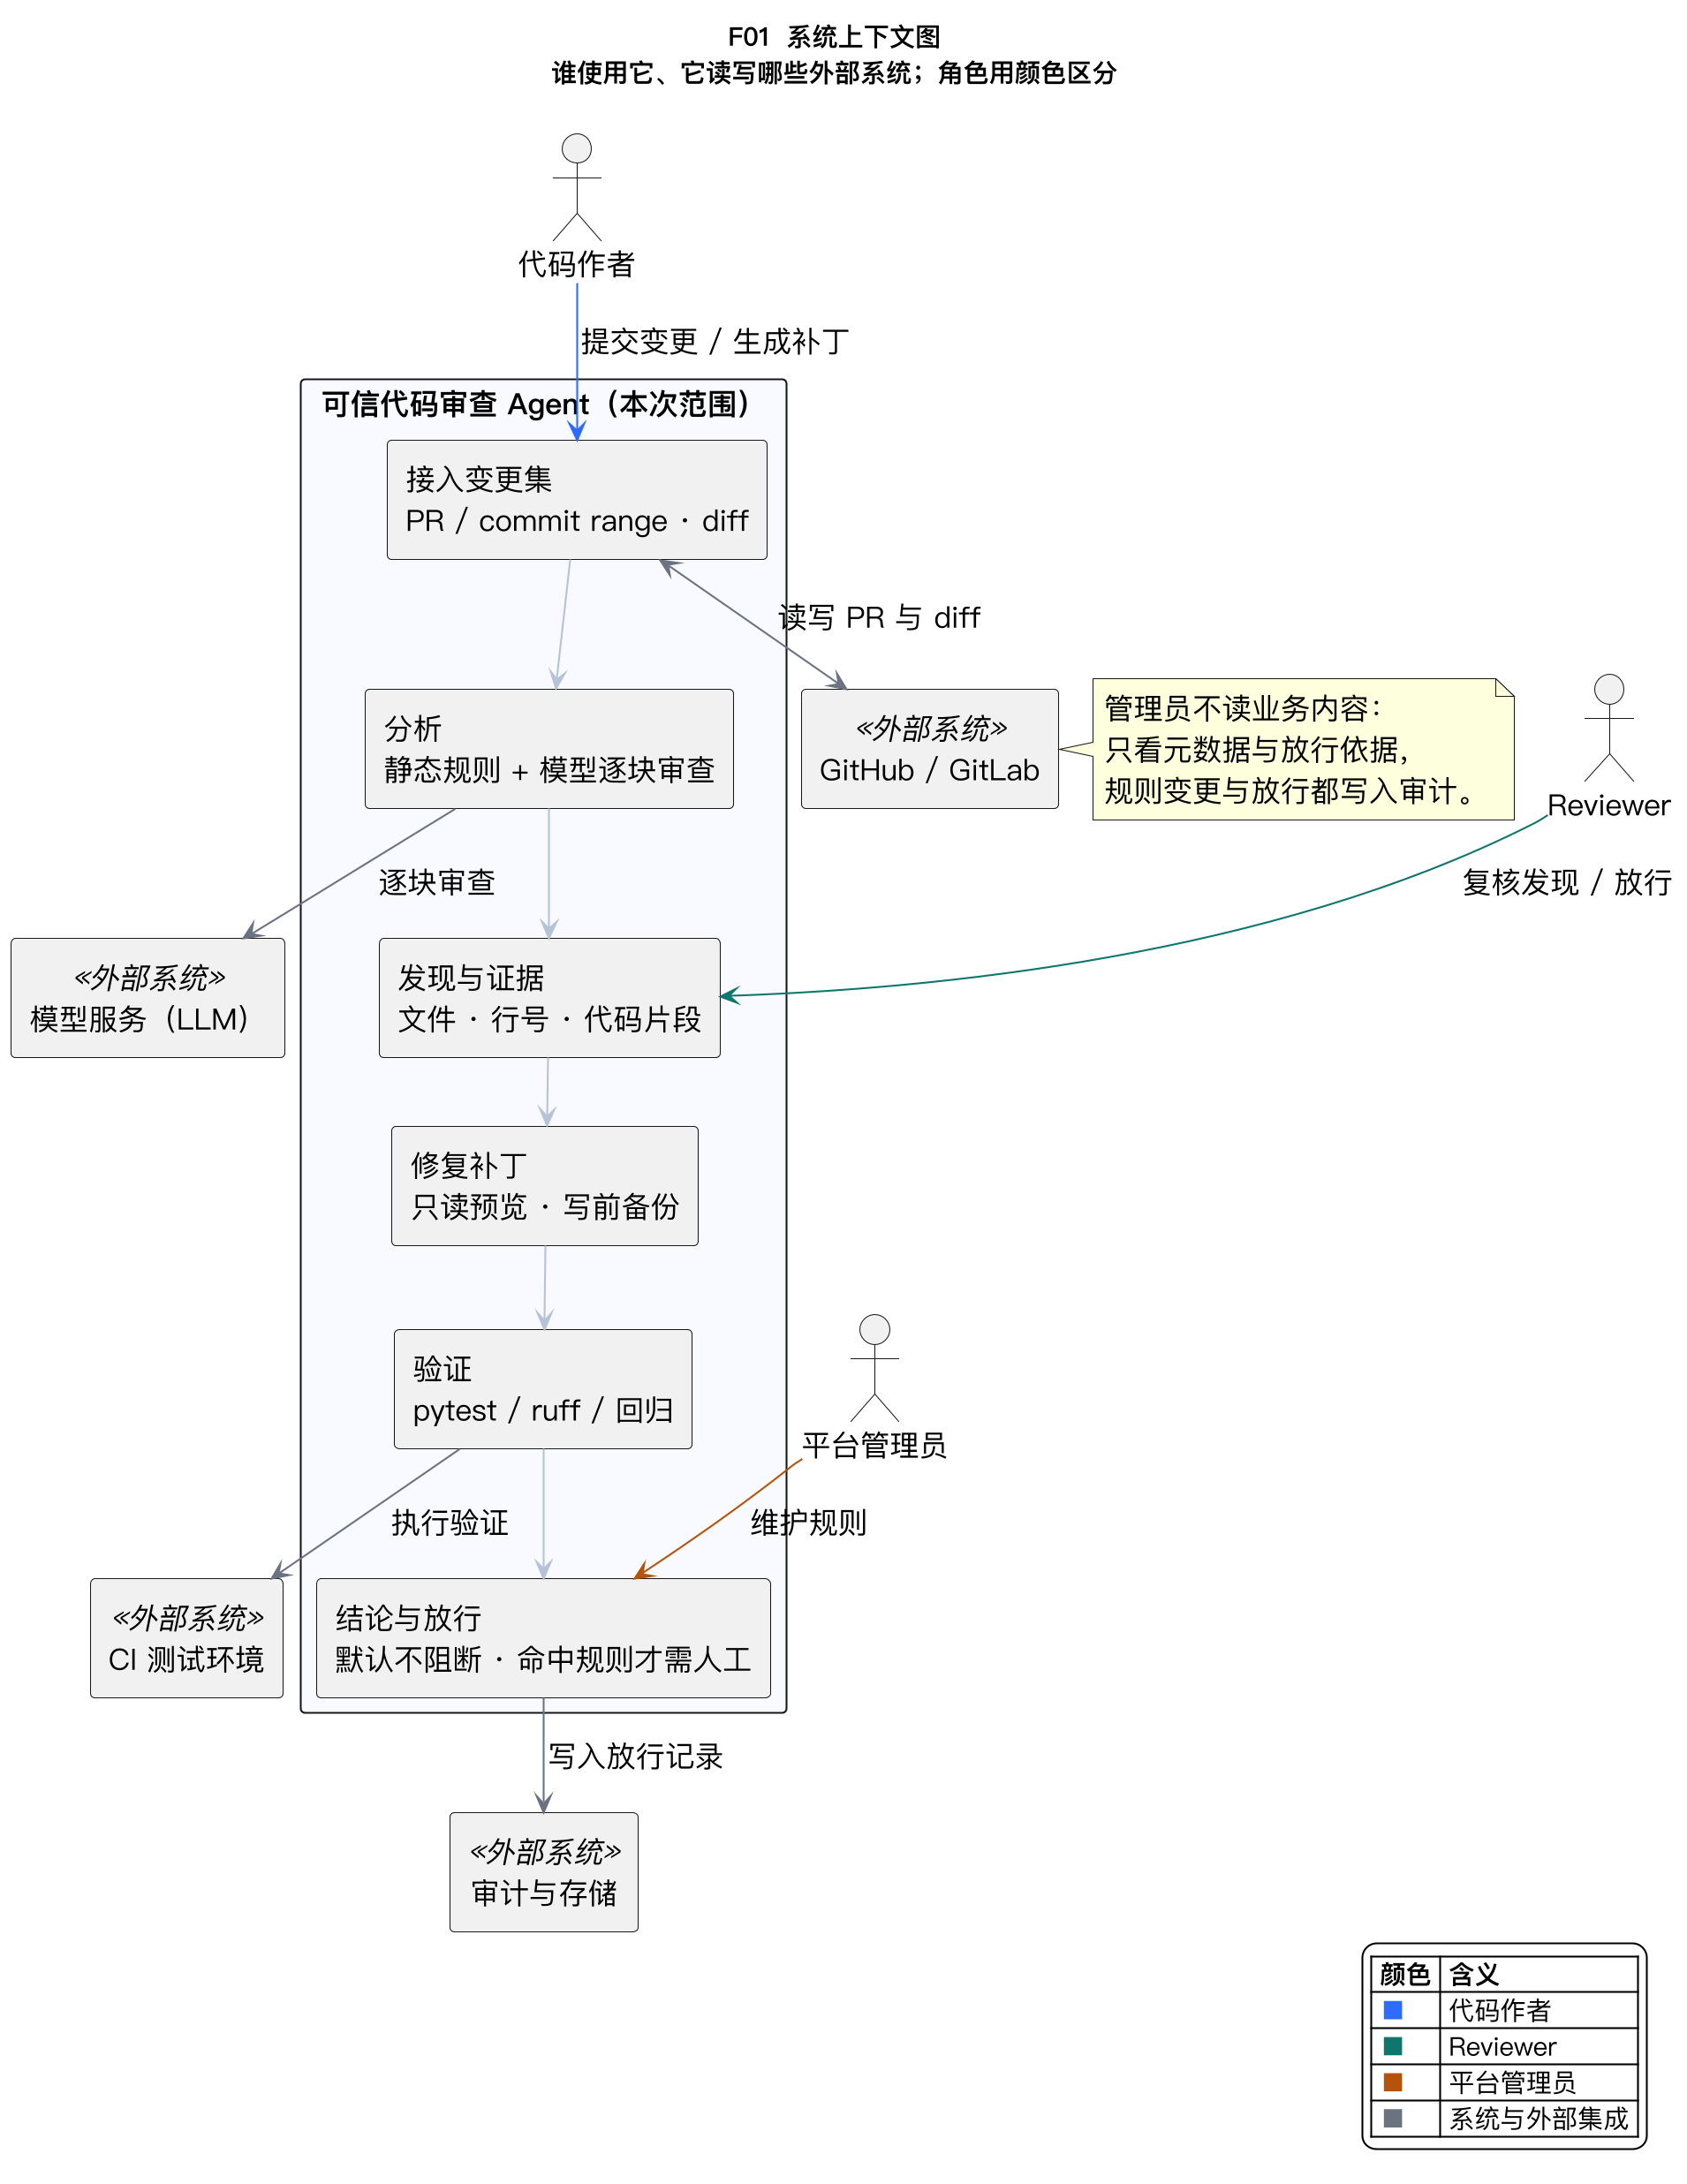 F01 系统上下文图
谁使用它、它读写哪些外部系统；角色用颜色区分
代码作者
提交变更 / 生成补丁
可信代码审查 Agent（本次范围）
接入变更集
PR / commit range · diff
读写 PR 与 diff
分析
静态规则 + 模型逐块审查
«外部系统»
GitHub / GitLab
管理员不读业务内容：
只看元数据与放行依据，
规则变更与放行都写入审计。
Reviewer
逐块审查
复核发现 / 放行
«外部系统»
模型服务（LLM）
发现与证据
文件 · 行号 · 代码片段
修复补丁
只读预览 · 写前备份
验证
pytest / ruff / 回归
平台管理员
执行验证
维护规则
«外部系统»
CI 测试环境
结论与放行
默认不阻断 · 命中规则才需人工
写入放行记录
«外部系统»
审计与存储
颜色 含义
代码作者
Reviewer
平台管理员
系统与外部集成